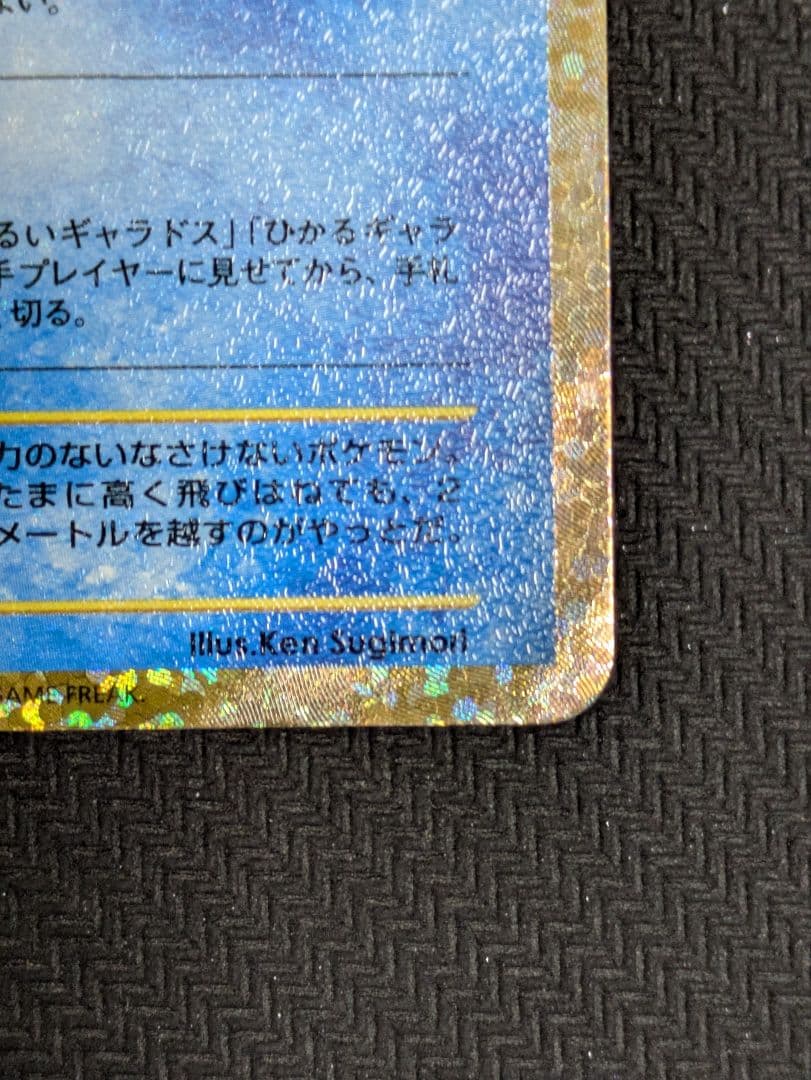 よい。
るいギャラドス」「ひかるギャラ
手プレイヤーに見せてから、手札
切る。
力のないなさけないポケモン。
たまに高く飛びはねても、2
メートルを越すのがやっとだ。
Illus.Ken Sugimori
GAME FREAK.